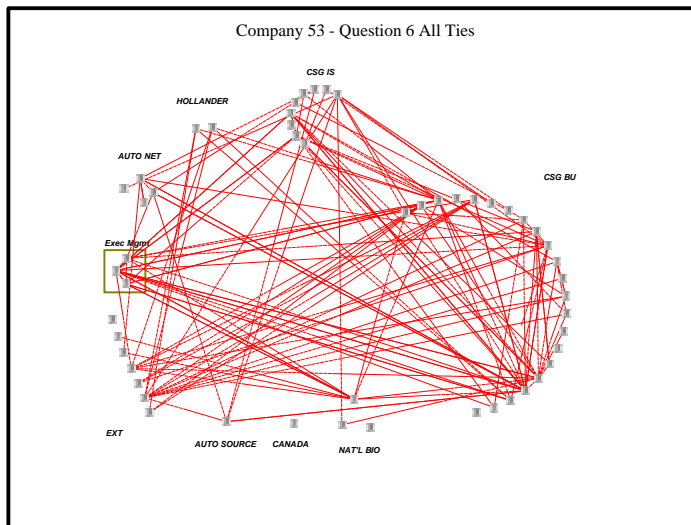 Company 53 - Question 6 All Ties
CSG IS
HOLLANDER
AUTO NET
CSG BU
Exec Mgmt
EXT
AUTO SOURCE
CANADA
NAT'L BIO